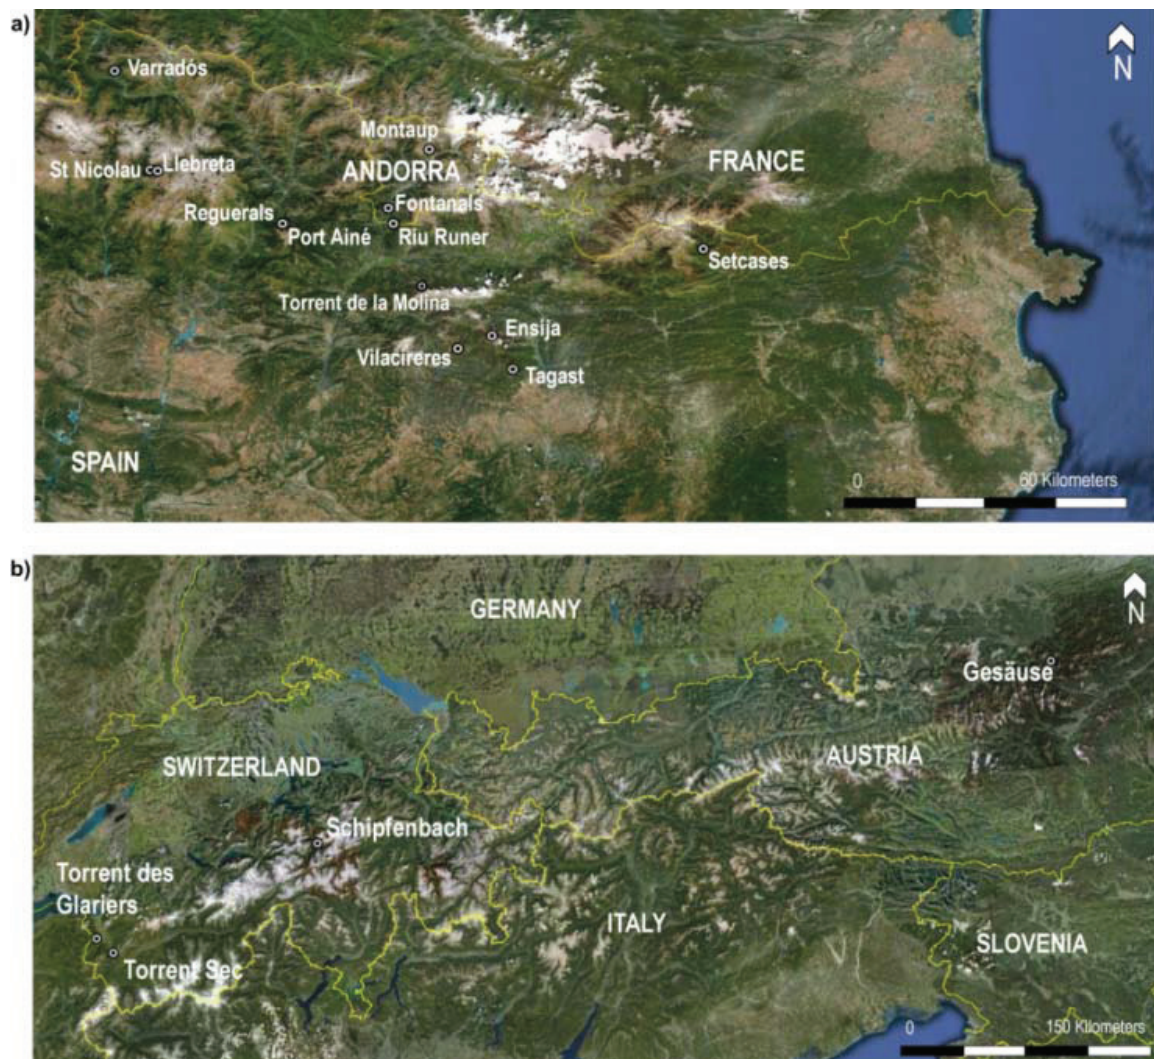 a)
N
Varradós
Montaup
FRANCE
St Nicolau
Llebreta
ANDORRA
Fontanals
Reguerals
Port Ainé
Riu Runer
Setcases
Torrent de la Molina
Ensija
Vilacireres
Tagast
SPAIN
0
60 Kilometers
b)
N
GERMANY
Gesäuse
SWITZERLAND
AUSTRIA
Schipfenbach
Torrent des
Glariers
ITALY
SLOVENIA
Torrent Sec
0
150 Kilometers